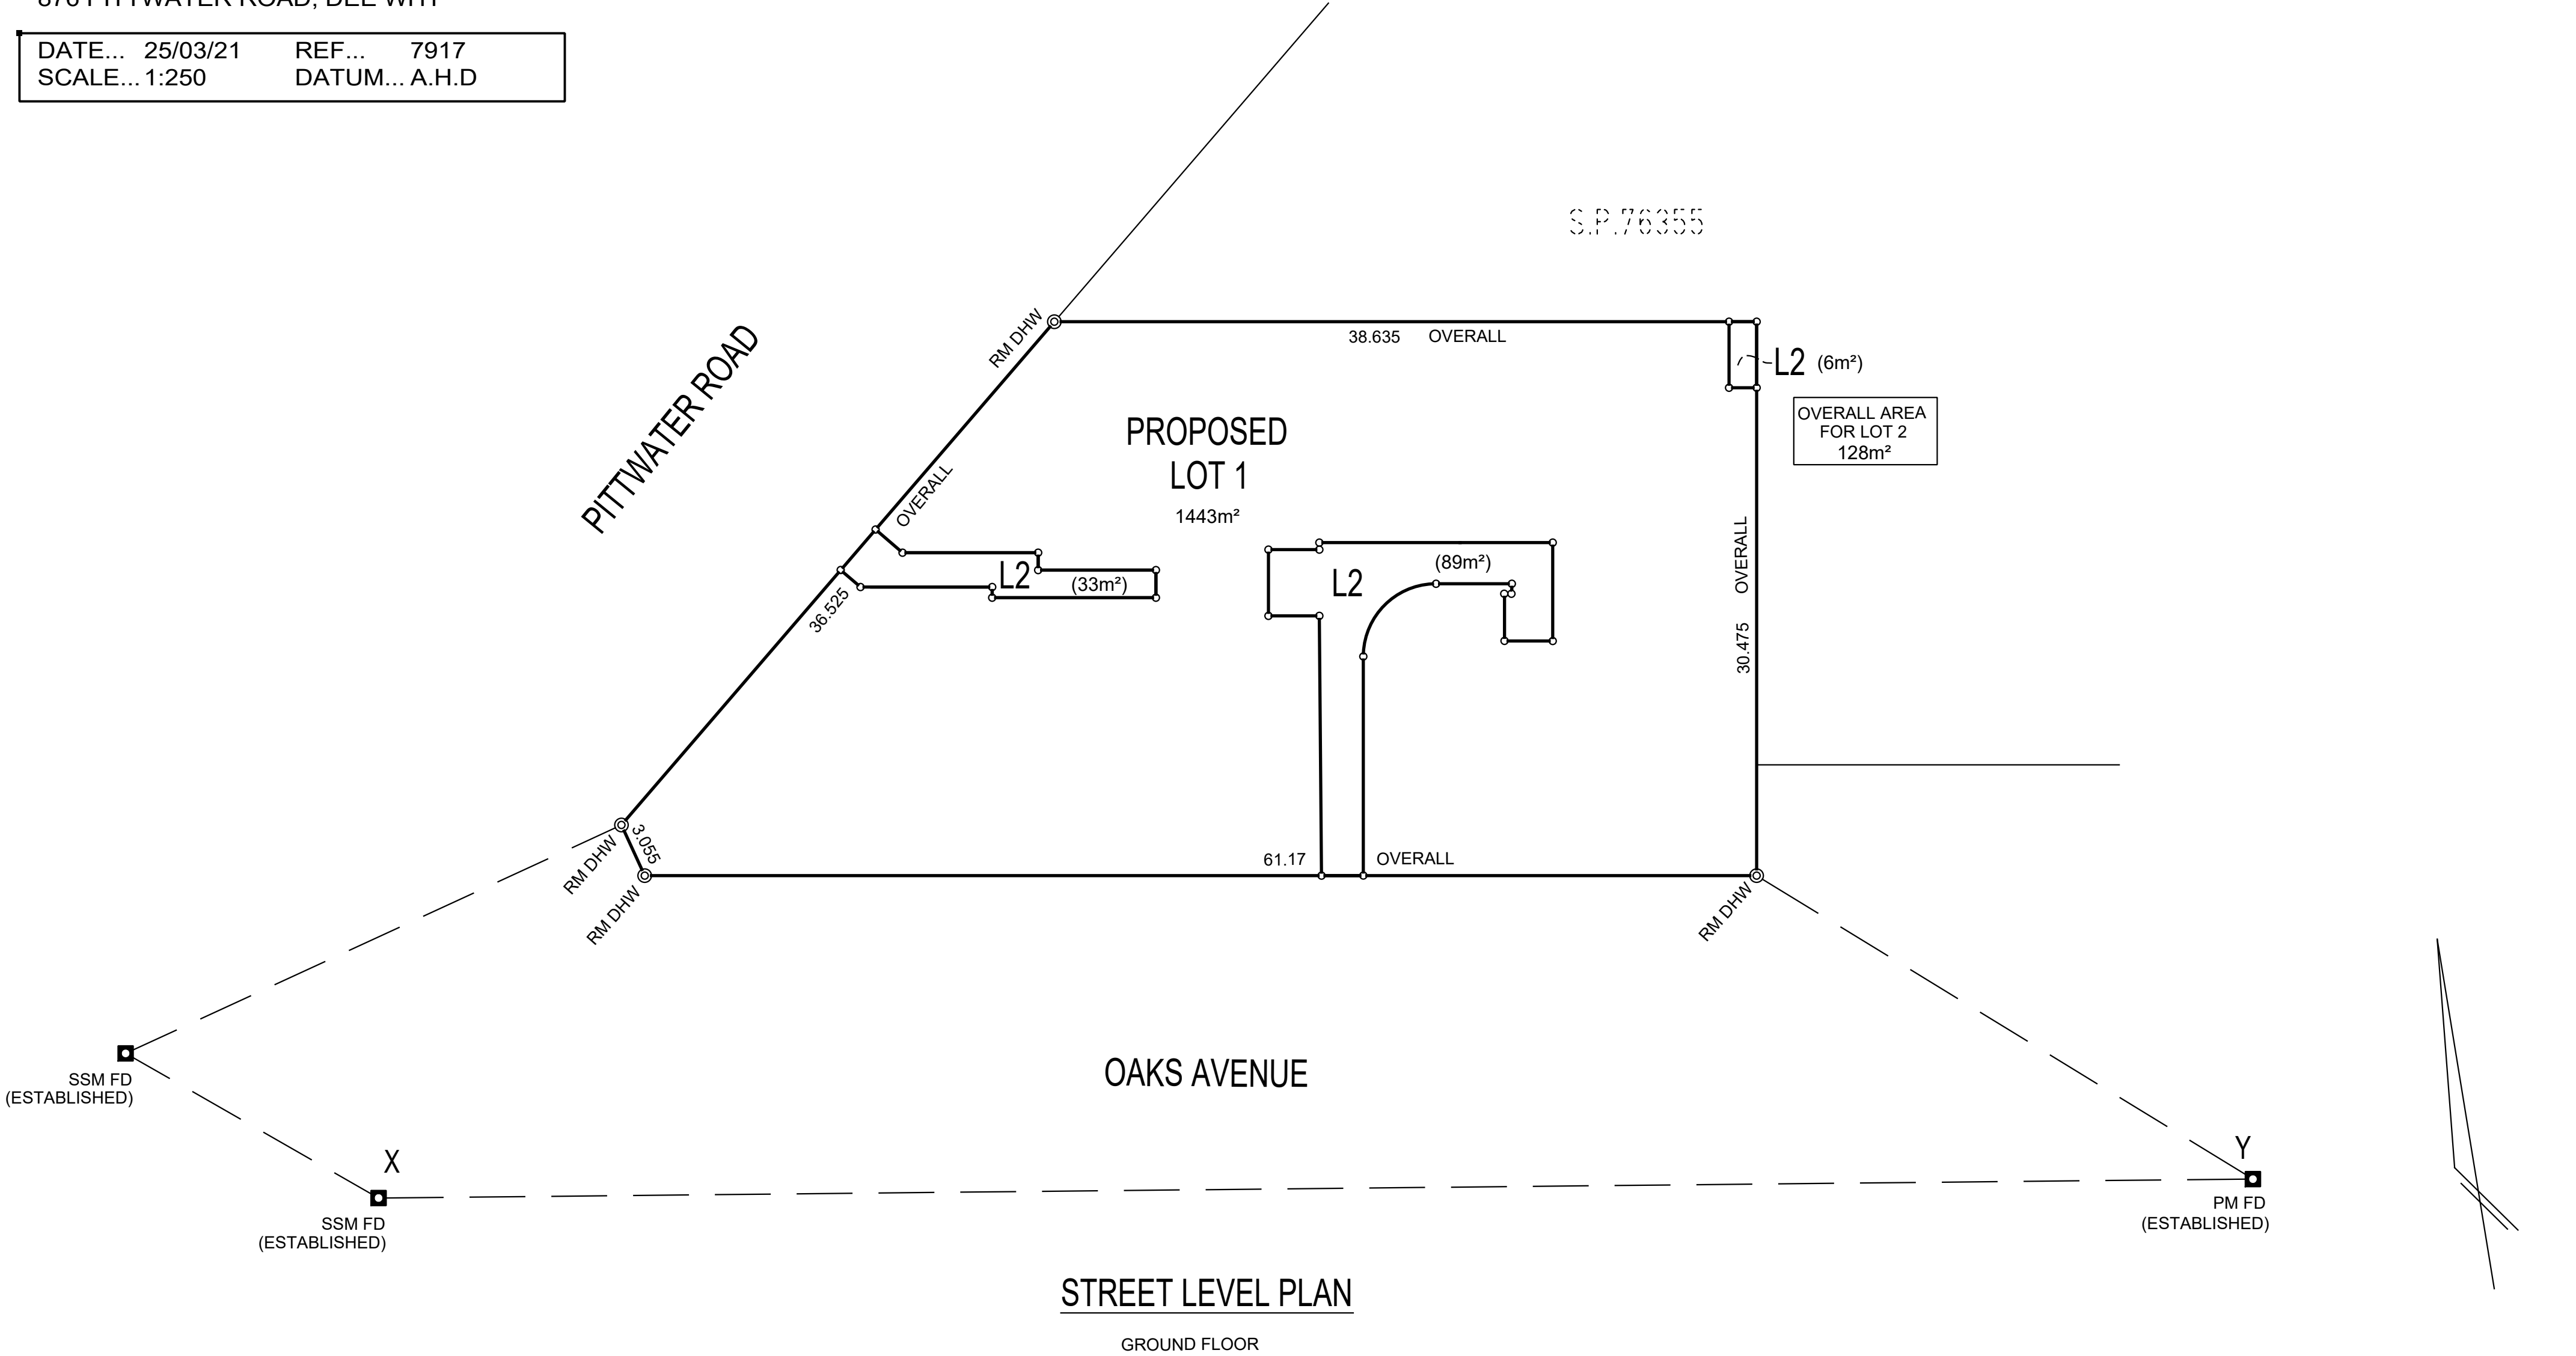 DATE... 25/03/21 REF... 7917
SCALE... 1:250 DATUM... A.H.D
S.P.76355
RM DHW
38.635 OVERALL
L2 (6m²)
PITTWATER ROAD
OVERALL AREA
FOR LOT 2
128m²
PROPOSED
LOT 1
1443m²
OVERALL
36.525
L2 (33m²)
L2 (89m²)
30.475 OVERALL
3.055
RM DHW
RM DHW
61.17 OVERALL
RM DHW
OAKS AVENUE
SSM FD
(ESTABLISHED)
X
SSM FD
(ESTABLISHED)
Y
PM FD
(ESTABLISHED)
STREET LEVEL PLAN
GROUND FLOOR